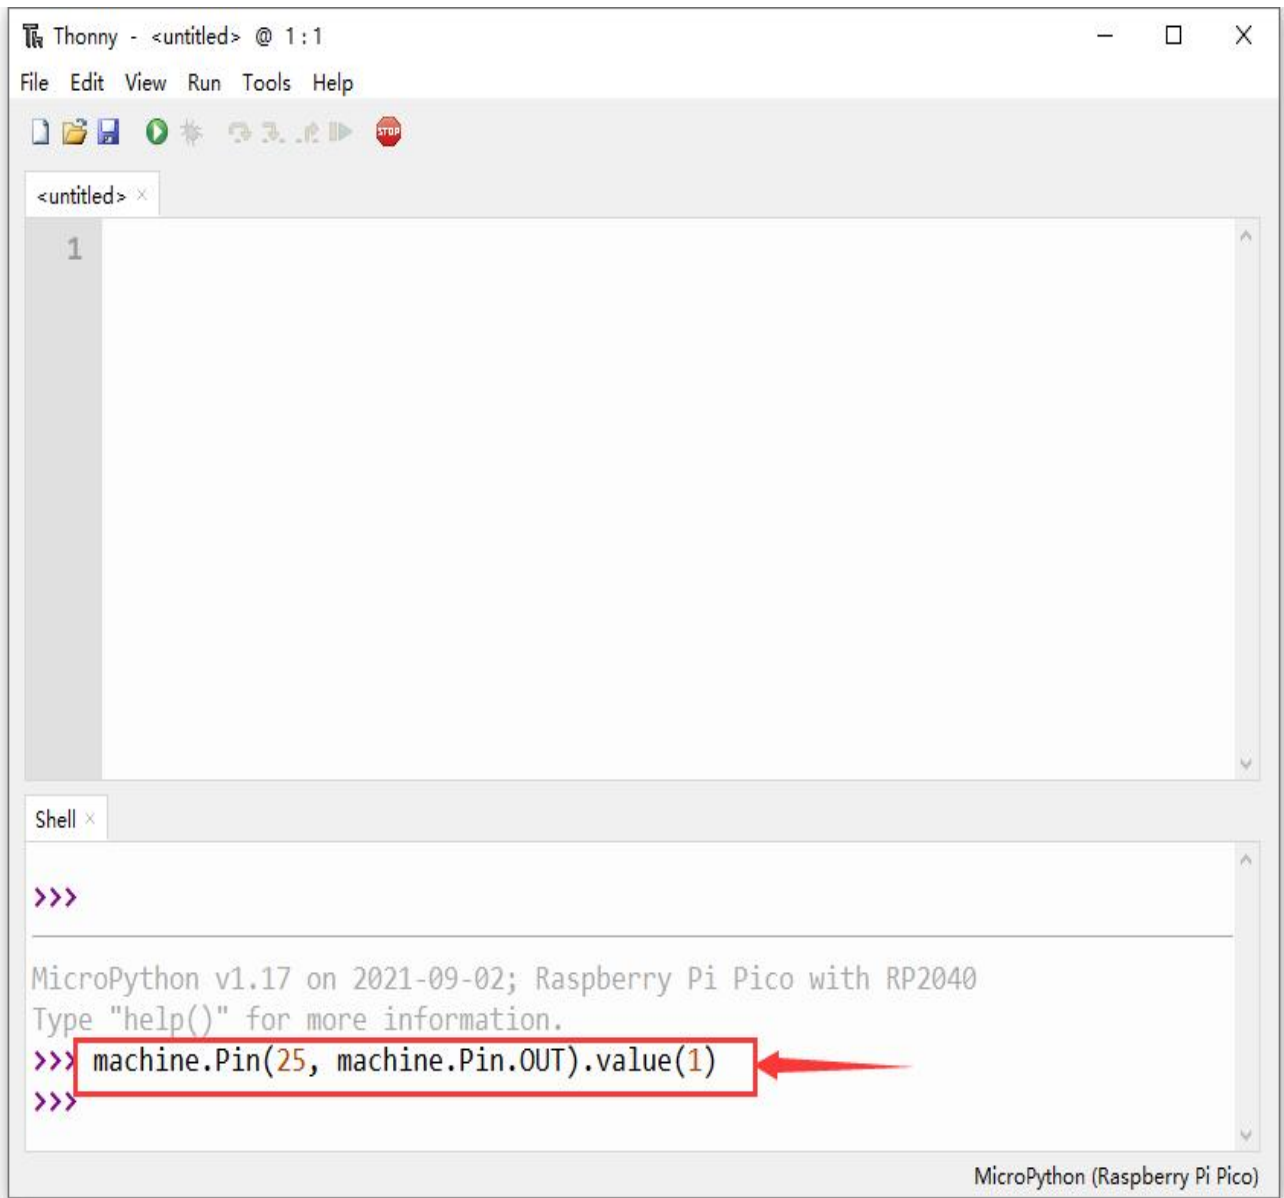 Thonny - <untitled> @ 1:1
File Edit View Run Tools Help
STOP
<untitled> ×
1
Shell ×
>>>
MicroPython v1.17 on 2021-09-02; Raspberry Pi Pico with RP2040
Type "help()" for more information.
>>> machine.Pin(25, machine.Pin.OUT).value(1)
>>>
MicroPython (Raspberry Pi Pico)